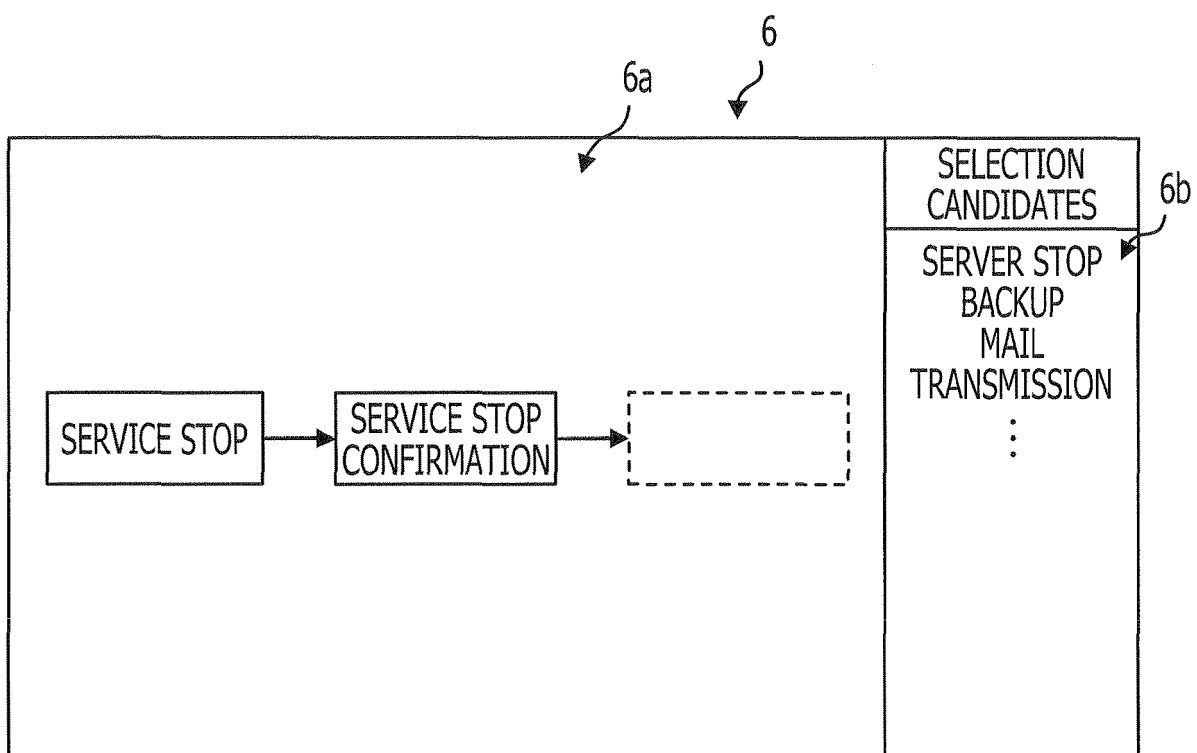 6
6a
SELECTION
CANDIDATES
6b
SERVER STOP
BACKUP
MAIL
TRANSMISSION
SERVICE STOP
SERVICE STOP
CONFIRMATION